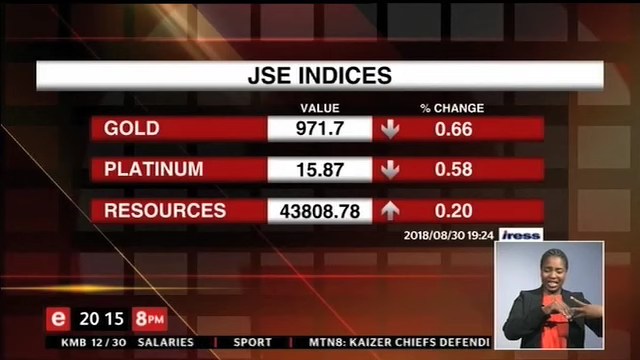 JSE INDICES
VALUE % CHANGE
GOLD 971.7 0.66
PLATINUM 15.87 0.58
RESOURCES 43808.78 0.20
2018/08/30 19:24 iress
e 20 15 8PM
KMB 12/30 SALARIES | SPORT | MTN8: KAIZER CHIEFS DEFENDI